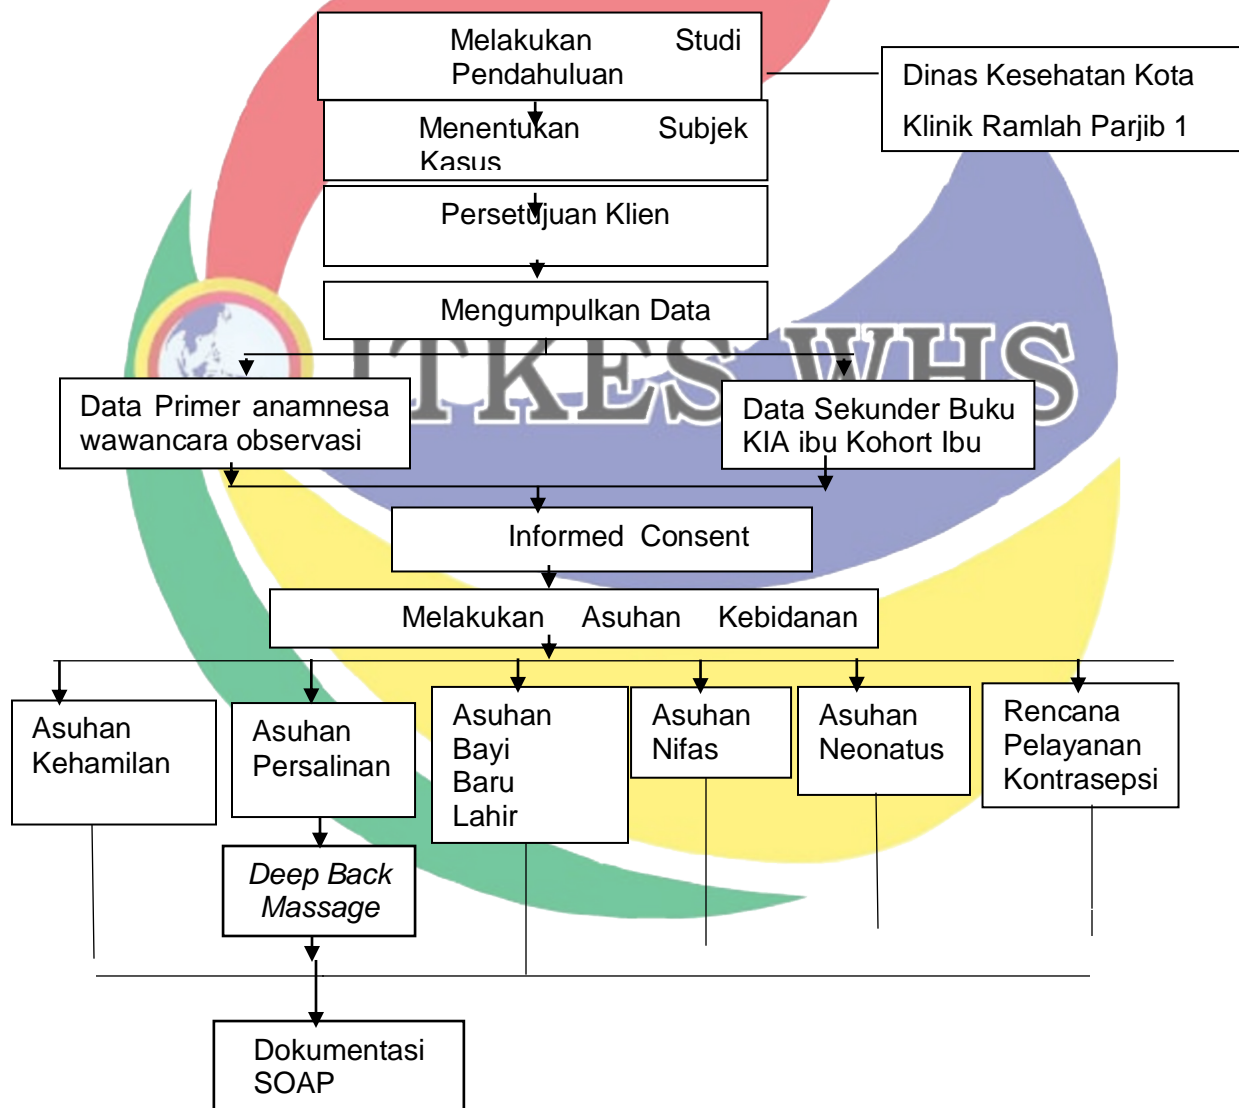 Melakukan Studi
Pendahuluan
Dinas Kesehatan Kota
Klinik Ramlah Parjib 1
Menentukan Subjek
Kasus
Persetujuan Klien
Mengumpulkan Data
ITKES WHS
Data Primer anamnesa
wawancara observasi
Data Sekunder Buku
KIA ibu Kohort Ibu
Informed Consent
Melakukan Asuhan Kebidanan
Asuhan
Kehamilan
Asuhan
Persalinan
Asuhan
Bayi
Baru
Lahir
Asuhan
Nifas
Asuhan
Neonatus
Rencana
Pelayanan
Kontrasepsi
Deep Back
Massage
Dokumentasi
SOAP